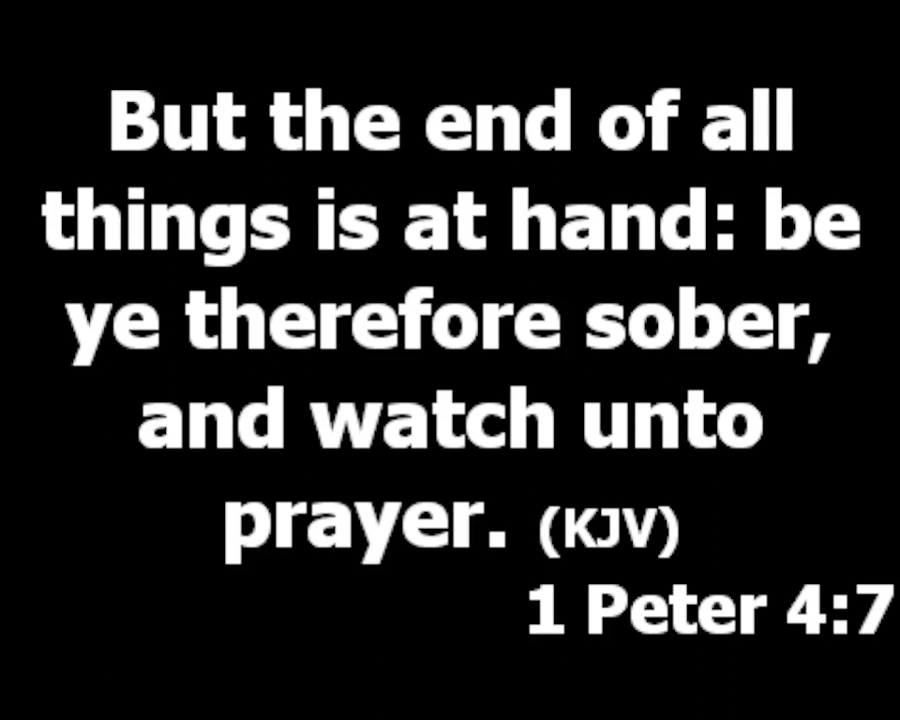 But the end of all
things is at hand: be
ye therefore sober,
and watch unto
prayer. (KJV)
1 Peter 4:7